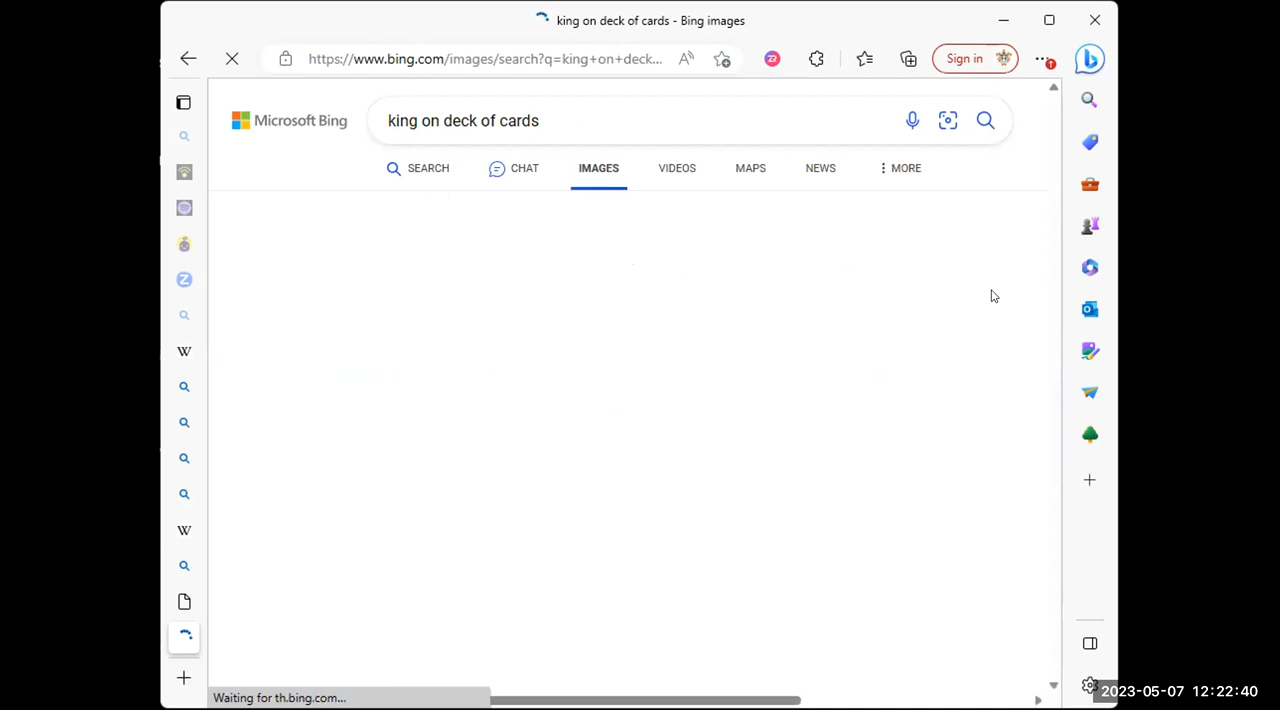 king on deck of cards - Bing images
https://www.bing.com/images/search?q=king+on+deck...
Sign in
Microsoft Bing
king on deck of cards
SEARCH
CHAT
IMAGES
VIDEOS
MAPS
NEWS
MORE
W
W
Waiting for th.bing.com...
2023-05-07 12:22:40